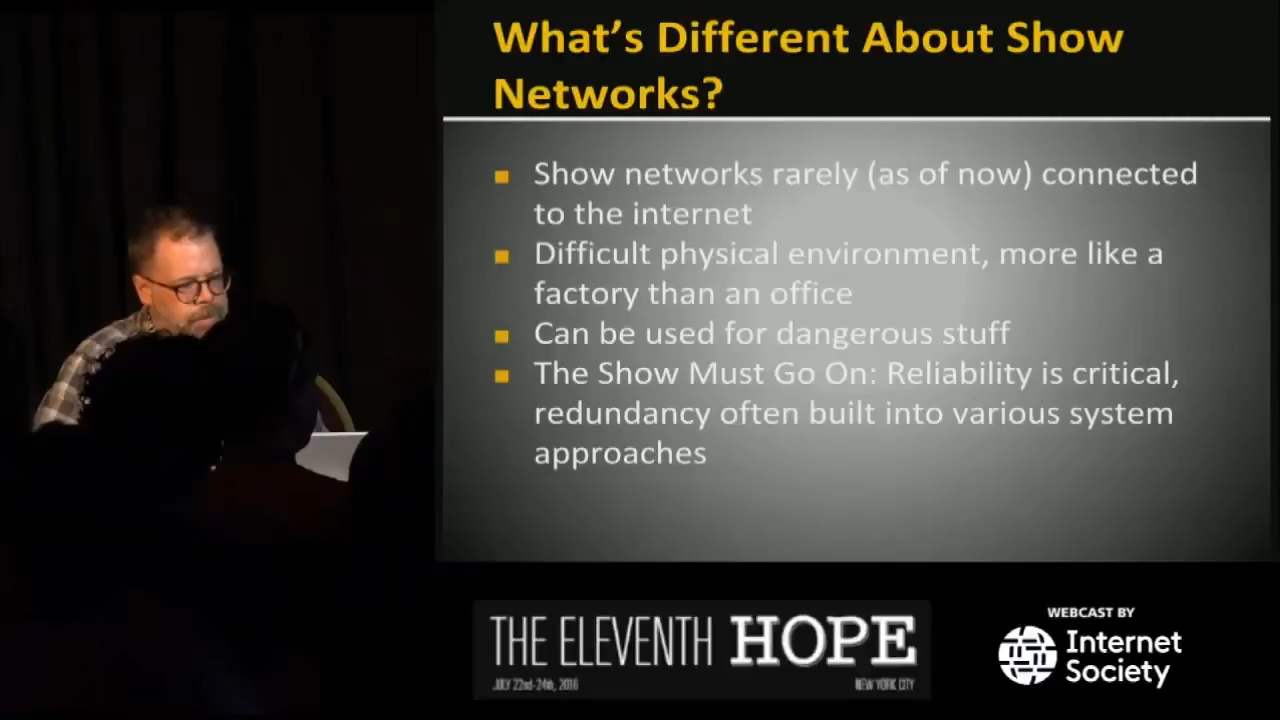 What's Different About Show
Networks?
Show networks rarely (as of now) connected
to the internet
Difficult physical environment, more like a
factory than an office
Can be used for dangerous stuff
The Show Must Go On: Reliability is critical,
redundancy often built into various system
approaches
THE ELEVENTH HOPE
JULY 22nd-24th, 2016
NEW YORK CITY
WEBCAST BY
Internet
Society